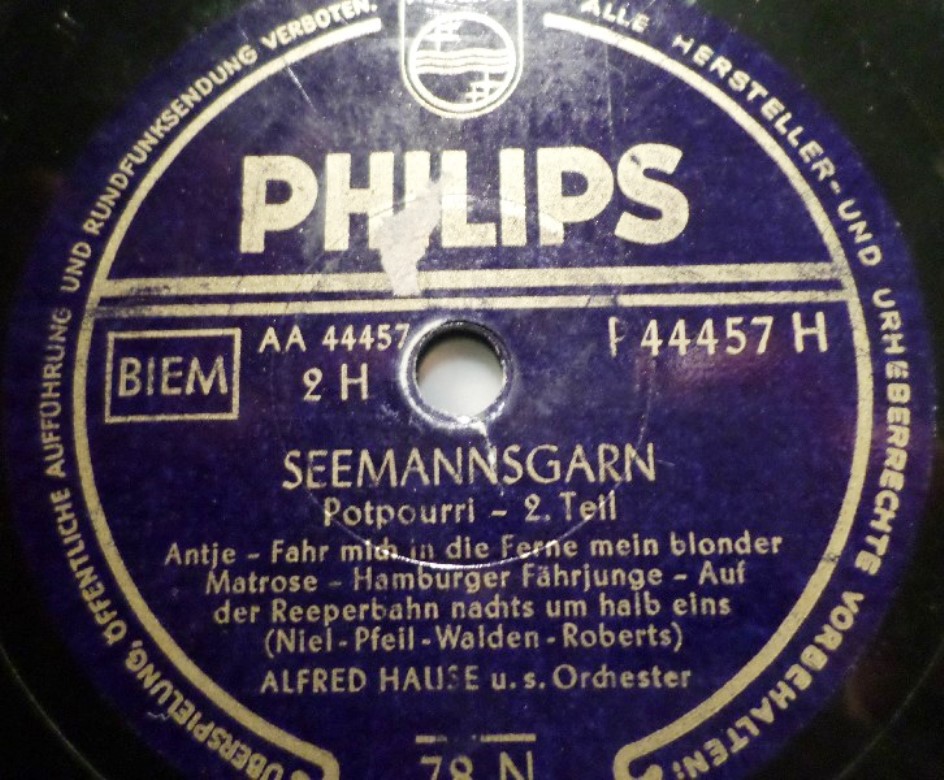 ALLE HERSTELLER- UND URHEBERRECHTE VORBEHALTEN:
ÜBERSPIELUNG, ÖFFENTLICHE AUFFÜHRUNG UND RUNDFUNKSENDUNG VERBOTEN.
PHILIPS
BIEM
AA 44457
2 H
P 44457 H
SEEMANNSGARN
Potpourri - 2. Teil
Antje - Fahr mich in die Ferne mein blonder
Matrose - Hamburger Fährjunge - Auf
der Reeperbahn nachts um halb eins
(Niel-Pfeil-Walden-Roberts)
ALFRED HAUSE u. s. Orchester
78 N